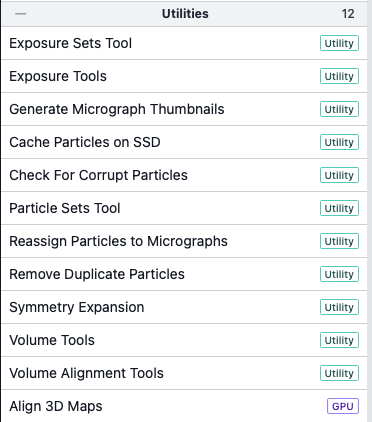 — Utilities 12
Exposure Sets Tool Utility
Exposure Tools Utility
Generate Micrograph Thumbnails Utility
Cache Particles on SSD Utility
Check For Corrupt Particles Utility
Particle Sets Tool Utility
Reassign Particles to Micrographs Utility
Remove Duplicate Particles Utility
Symmetry Expansion Utility
Volume Tools Utility
Volume Alignment Tools Utility
Align 3D Maps GPU